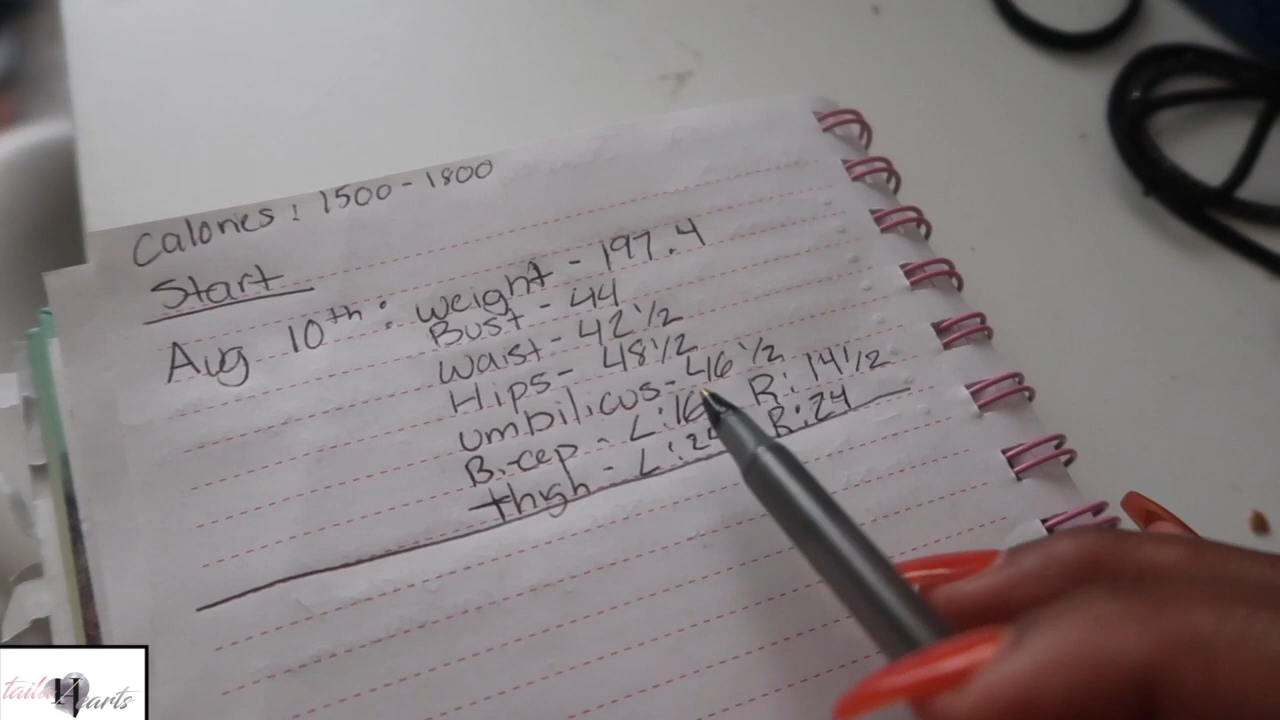 Calories: 1500-1800
Start
Aug 10th: weight - 197.4
Bust - 44
Waist - 42 1/2
Hips - 48 1/2
umbilicus - 46 1/2
Bicep - L:16 R: 14 1/2
thigh - L: R:24